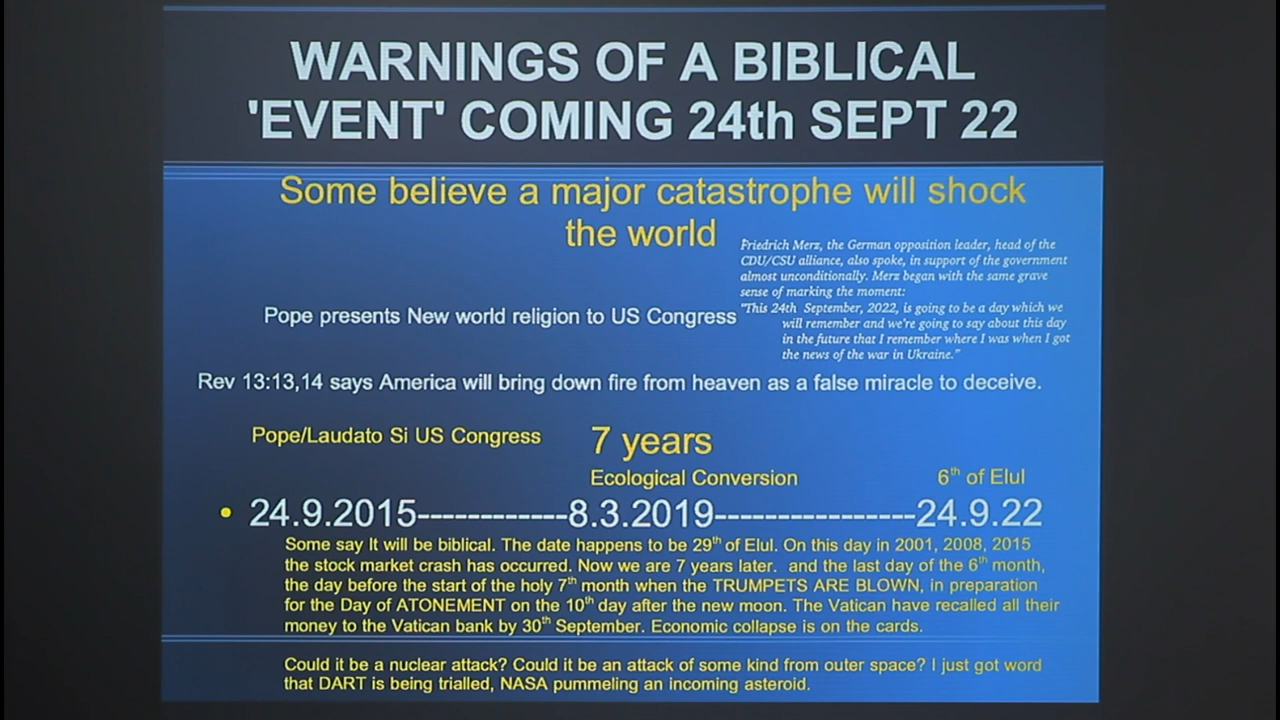 WARNINGS OF A BIBLICAL
'EVENT' COMING 24th SEPT 22
Some believe a major catastrophe will shock
the world
Friedrich Merz, the German opposition leader, head of the
CDU/CSU alliance, also spoke, in support of the government
almost unconditionally. Merz began with the same grave
sense of marking the moment:
"This 24th September, 2022, is going to be a day which we
will remember and we're going to say about this day
in the future that I remember where I was when I got
the news of the war in Ukraine."
Pope presents New world religion to US Congress
Rev 13:13,14 says America will bring down fire from heaven as a false miracle to deceive.
Pope/Laudato Si US Congress
7 years
Ecological Conversion
6th of Elul
• 24.9.2015------------8.3.2019-----------------24.9.22
Some say It will be biblical. The date happens to be 29th of Elul. On this day in 2001, 2008, 2015
the stock market crash has occurred. Now we are 7 years later. and the last day of the 6th month,
the day before the start of the holy 7th month when the TRUMPETS ARE BLOWN, in preparation
for the Day of ATONEMENT on the 10th day after the new moon. The Vatican have recalled all their
money to the Vatican bank by 30th September. Economic collapse is on the cards.
Could it be a nuclear attack? Could it be an attack of some kind from outer space? I just got word
that DART is being trialled, NASA pummeling an incoming asteroid.